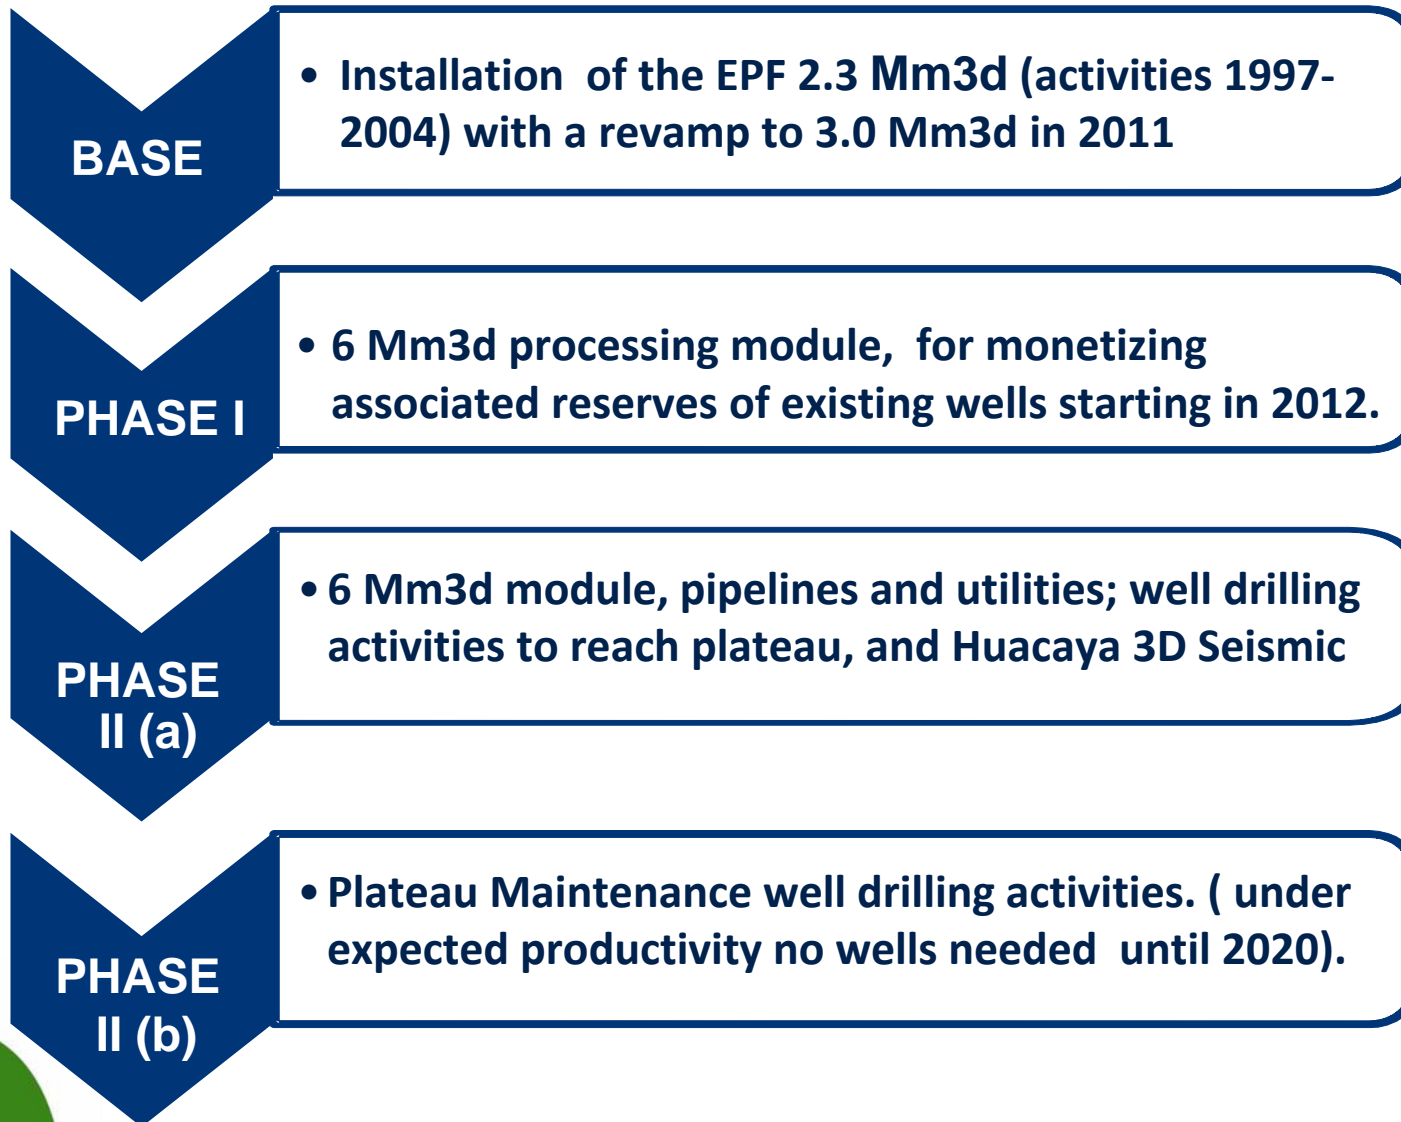 BASE
• Installation of the EPF 2.3 Mm3d (activities 1997-
2004) with a revamp to 3.0 Mm3d in 2011
PHASE I
• 6 Mm3d processing module, for monetizing
associated reserves of existing wells starting in 2012.
PHASE
II (a)
• 6 Mm3d module, pipelines and utilities; well drilling
activities to reach plateau, and Huacaya 3D Seismic
PHASE
II (b)
• Plateau Maintenance well drilling activities. ( under
expected productivity no wells needed until 2020).